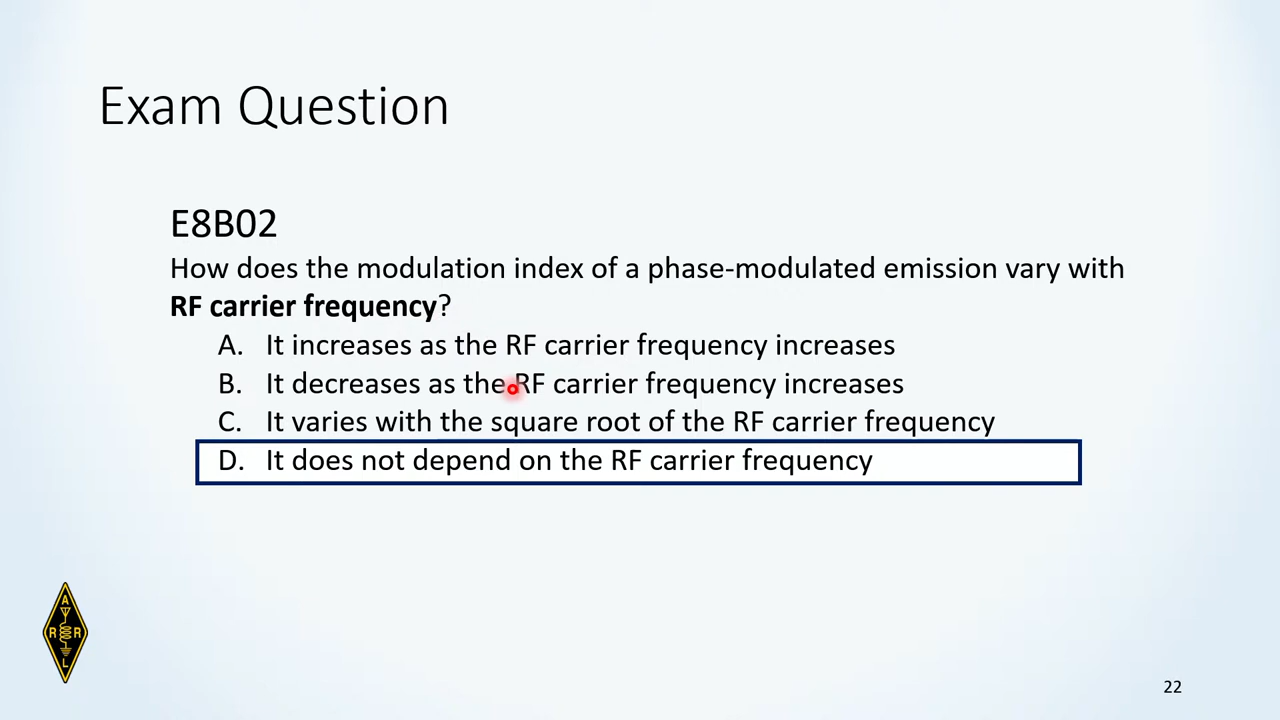 Exam Question
E8B02
How does the modulation index of a phase-modulated emission vary with
RF carrier frequency?
A. It increases as the RF carrier frequency increases
B. It decreases as the RF carrier frequency increases
C. It varies with the square root of the RF carrier frequency
D. It does not depend on the RF carrier frequency
A
R R
L
22